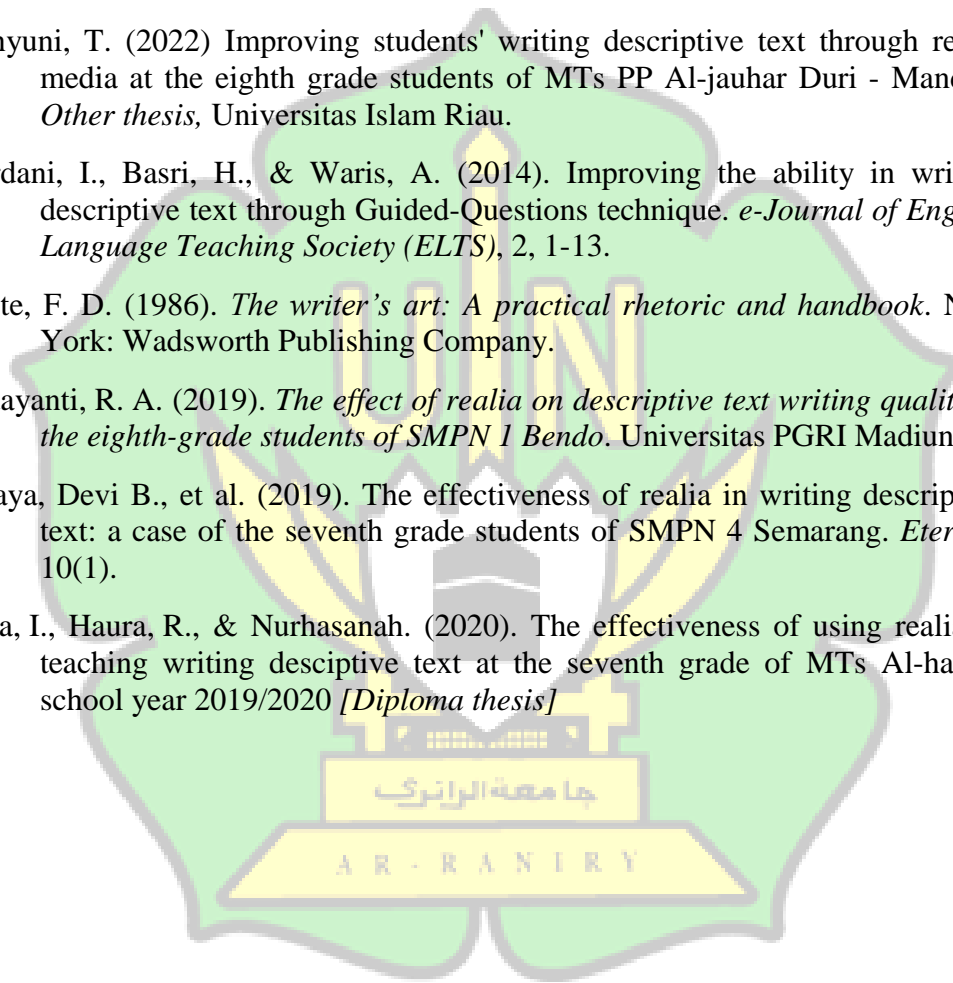 nyuni, T. (2022) Improving students' writing descriptive text through re
media at the eighth grade students of MTs PP Al-jauhar Duri - Mand
Other thesis, Universitas Islam Riau.
rdani, I., Basri, H., & Waris, A. (2014). Improving the ability in wri
descriptive text through Guided-Questions technique. e-Journal of Eng
Language Teaching Society (ELTS), 2, 1-13.
te, F. D. (1986). The writer’s art: A practical rhetoric and handbook. N
York: Wadsworth Publishing Company.
ayanti, R. A. (2019). The effect of realia on descriptive text writing qualit
the eighth-grade students of SMPN 1 Bendo. Universitas PGRI Madiun
aya, Devi B., et al. (2019). The effectiveness of realia in writing descrip
text: a case of the seventh grade students of SMPN 4 Semarang. Eter
10(1).
a, I., Haura, R., & Nurhasanah. (2020). The effectiveness of using realia
teaching writing desciptive text at the seventh grade of MTs Al-ha
school year 2019/2020 [Diploma thesis]
UIN
جامعة الرانري
AR-RANIRY